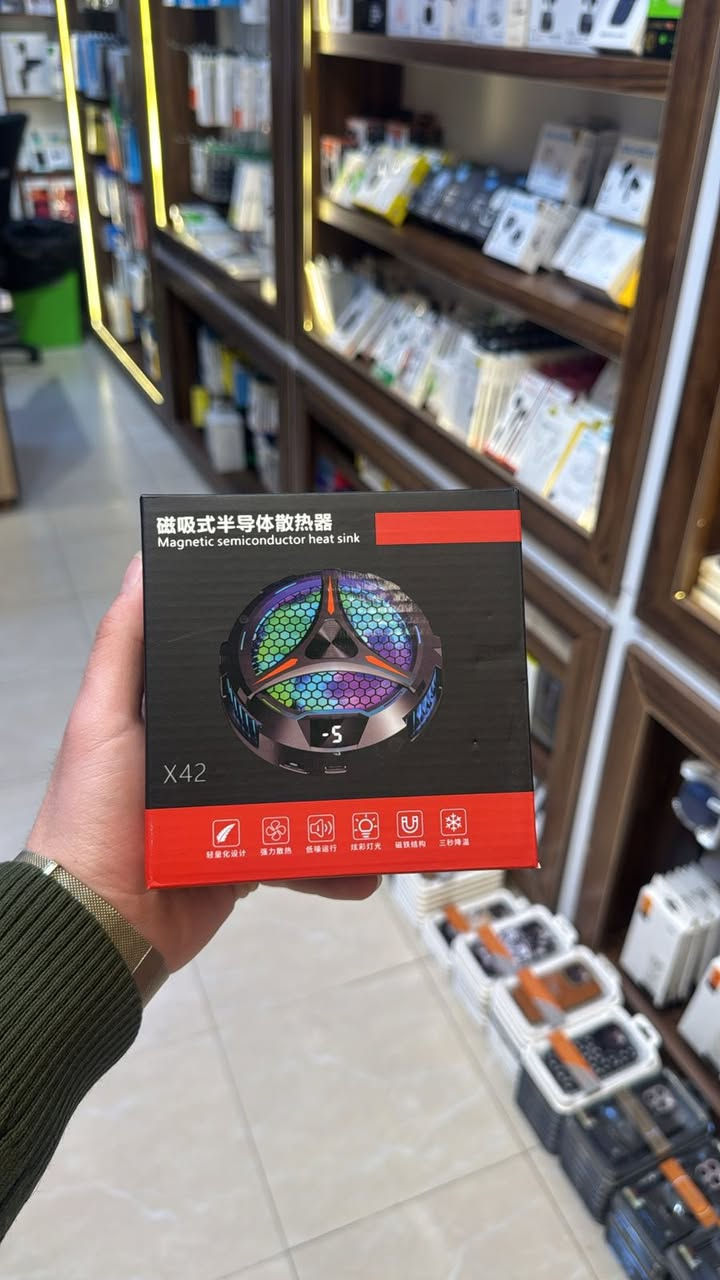 磁吸式半导体散热器
Magnetic semiconductor heat sink
-5
X42
轻量化设计 强力散热 低噪运行 炫彩灯光 磁铁结构 三秒降温